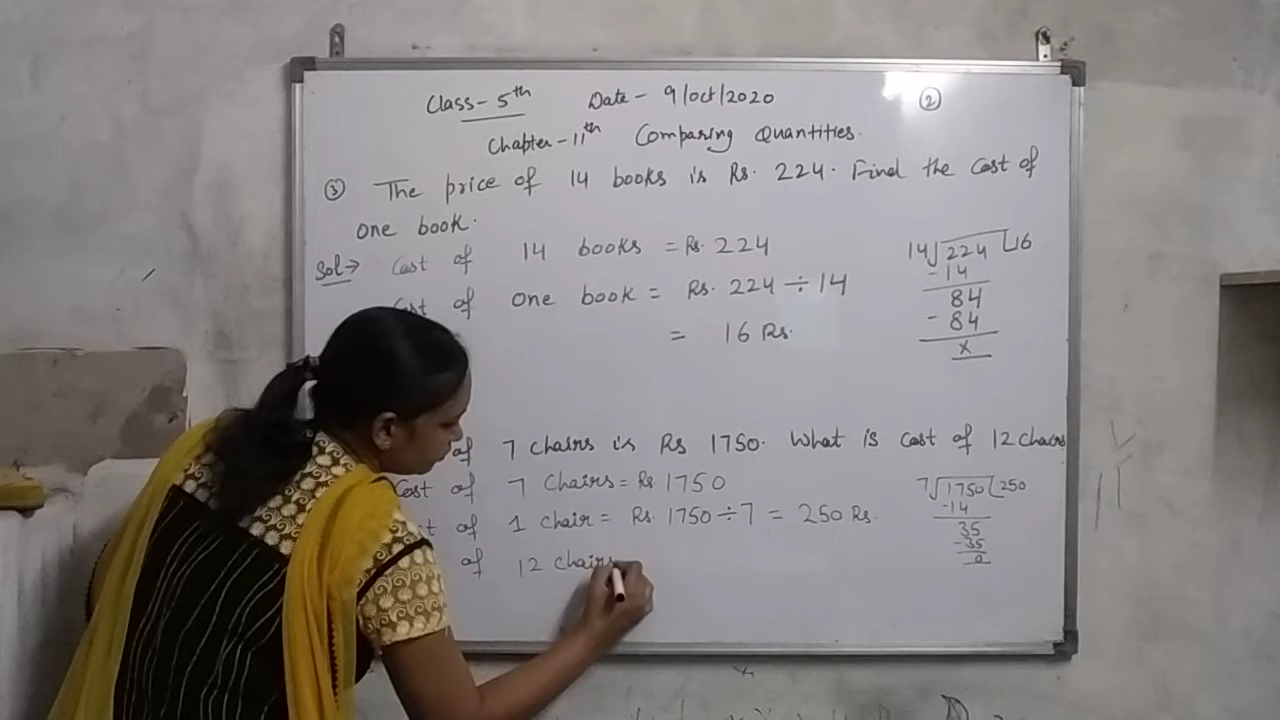 Class - 5th Date - 9/oct/2020 ②
Chapter - 11th Comparing Quantities.
③ The price of 14 books is Rs. 224. Find the cost of
one book.
Sol→ Cost of 14 books = Rs. 224
of one book = Rs. 224 ÷ 14
= 16 Rs.
14 224 16
- 14
84
- 84
x
of 7 chairs is Rs 1750. What is cost of 12 chairs
Cost of 7 Chairs = Rs. 1750
of 1 chair = Rs. 1750 ÷ 7 = 250 Rs.
of 12 chairs
7 1750 250
-14
35
-35
0